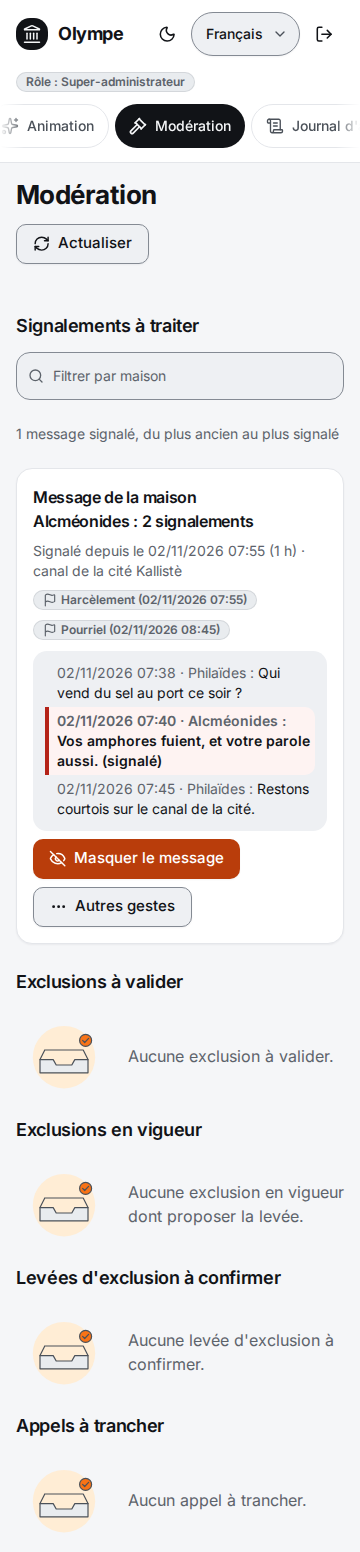 Olympe
Français
Rôle : Super-administrateur
Animation
Modération
Journal d'
Modération
Actualiser
Signalements à traiter
Filtrer par maison
1 message signalé, du plus ancien au plus signalé
Message de la maison
Alcméonides : 2 signalements
Signalé depuis le 02/11/2026 07:55 (1 h) ·
canal de la cité Kallistè
Harcèlement (02/11/2026 07:55)
Pourriel (02/11/2026 08:45)
02/11/2026 07:38 · Philaïdes : Qui
vend du sel au port ce soir ?
02/11/2026 07:40 · Alcméonides :
Vos amphores fuient, et votre parole
aussi. (signalé)
02/11/2026 07:45 · Philaïdes : Restons
courtois sur le canal de la cité.
Masquer le message
Autres gestes
Exclusions à valider
Aucune exclusion à valider.
Exclusions en vigueur
Aucune exclusion en vigueur
dont proposer la levée.
Levées d'exclusion à confirmer
Aucune levée d'exclusion à
confirmer.
Appels à trancher
Aucun appel à trancher.